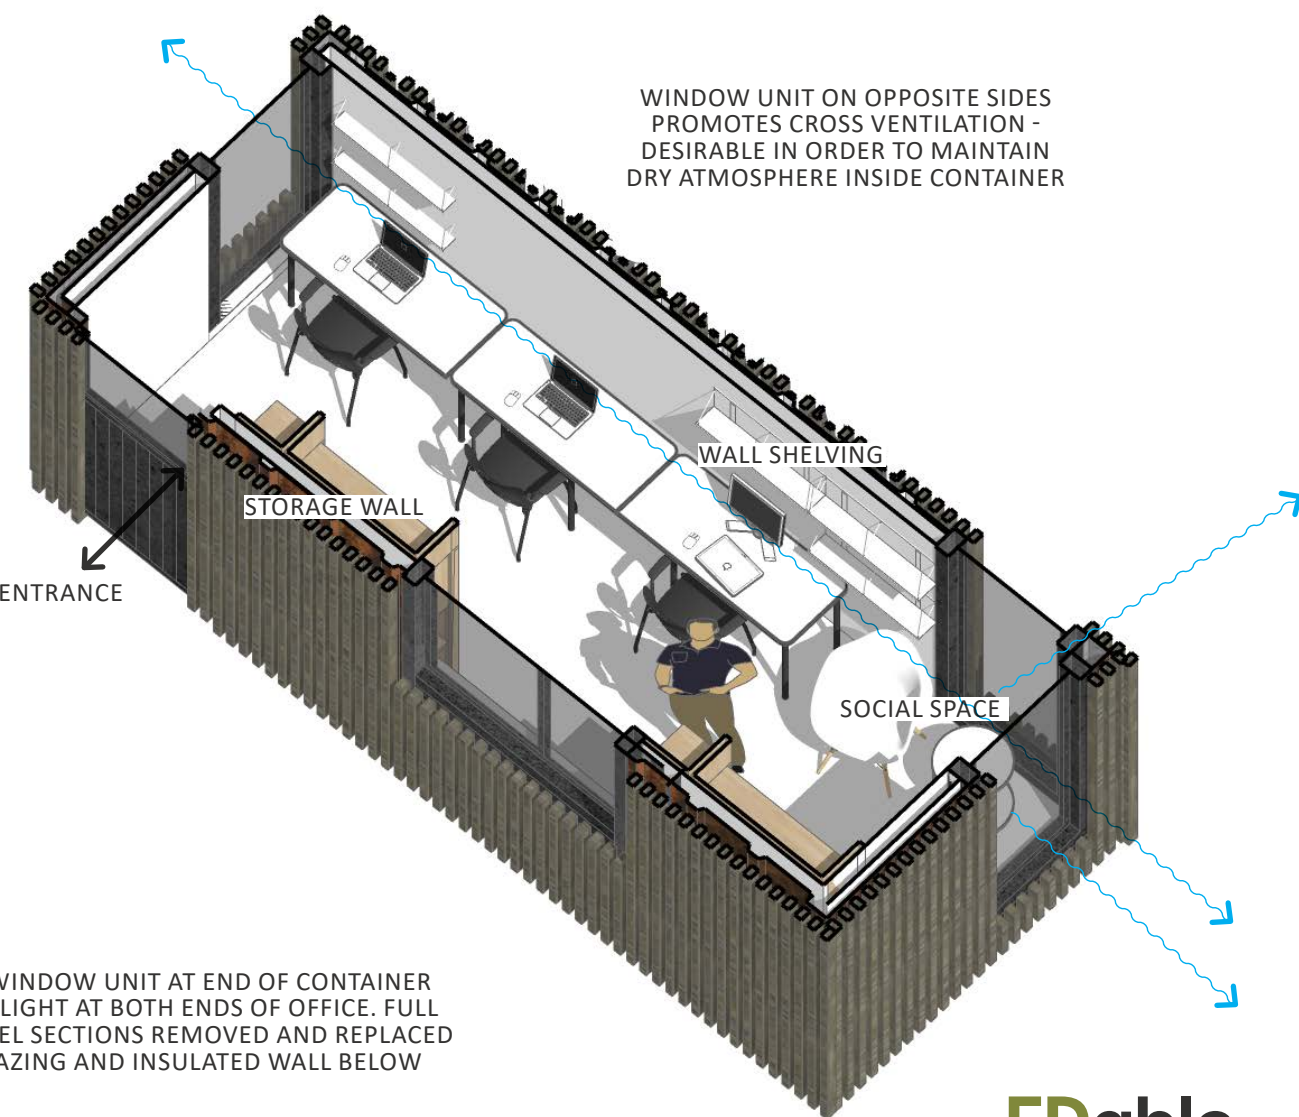 WINDOW UNIT ON OPPOSITE SIDES
PROMOTES CROSS VENTILATION -
DESIRABLE IN ORDER TO MAINTAIN
DRY ATMOSPHERE INSIDE CONTAINER
WALL SHELVING
STORAGE WALL
ENTRANCE
SOCIAL SPACE
WINDOW UNIT AT END OF CONTAINER
LIGHT AT BOTH ENDS OF OFFICE. FULL
EL SECTIONS REMOVED AND REPLACED
AZING AND INSULATED WALL BELOW